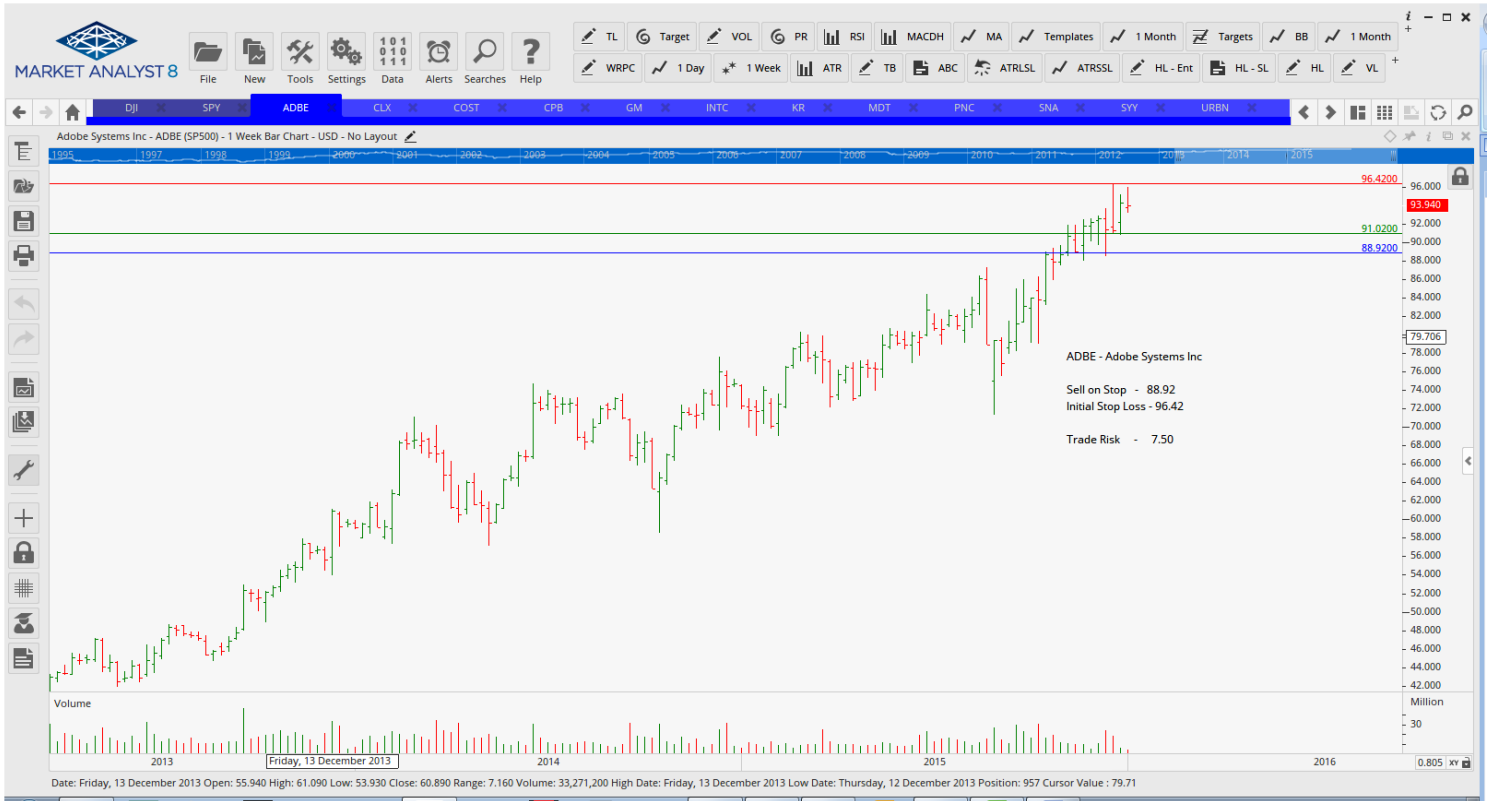 MARKET ANALYST 8
File New Tools Settings Data Alerts Searches Help
TL Target VOL PR RSI MACDH MA Templates 1 Month Targets BB 1 Month
WRPC 1 Day 1 Week ATR TB ABC ATRLSL ATRSSL HL - Ent HL - SL HL VL
DJI SPY ADBE CLX COST CPB GM INTC KR MDT PNC SNA SYY URBN
Adobe Systems Inc - ADBE (SP500) - 1 Week Bar Chart - USD - No Layout
1995 1997 1998 1999 2000 2001 2002 2003 2004 2005 2006 2007 2008 2009 2010 2011 2012 2013 2014 2015
96.4200
96.000
93.940
92.000
91.0200
90.000
88.9200
88.000
86.000
84.000
82.000
79.706
78.000
76.000
74.000
72.000
70.000
68.000
66.000
64.000
62.000
60.000
58.000
56.000
54.000
52.000
50.000
48.000
46.000
44.000
42.000
ADBE - Adobe Systems Inc
Sell on Stop - 88.92
Initial Stop Loss - 96.42
Trade Risk - 7.50
Volume
Million
30
2013 Friday, 13 December 2013 2014 2015 2016
0.805 XY
Date: Friday, 13 December 2013 Open: 55.940 High: 61.090 Low: 53.930 Close: 60.890 Range: 7.160 Volume: 33,271,200 High Date: Friday, 13 December 2013 Low Date: Thursday, 12 December 2013 Position: 957 Cursor Value : 79.71